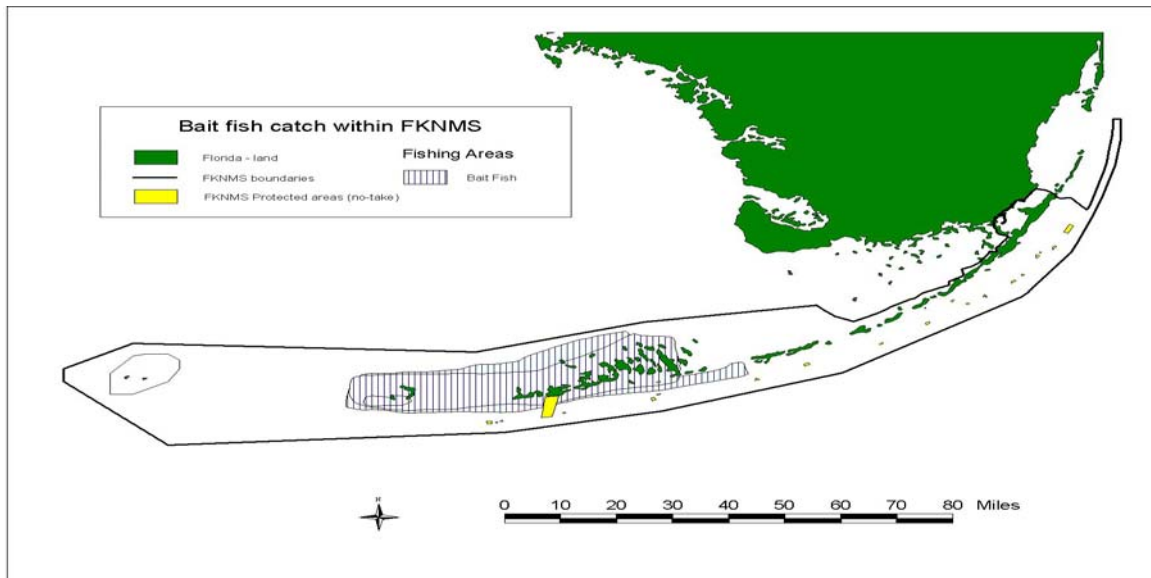 Bait fish catch within FKNMS
Florida - land
FKNMS boundaries
FKNMS Protected areas (no-take)
Fishing Areas
Bait Fish
N
0 10 20 30 40 50 60 70 80 Miles